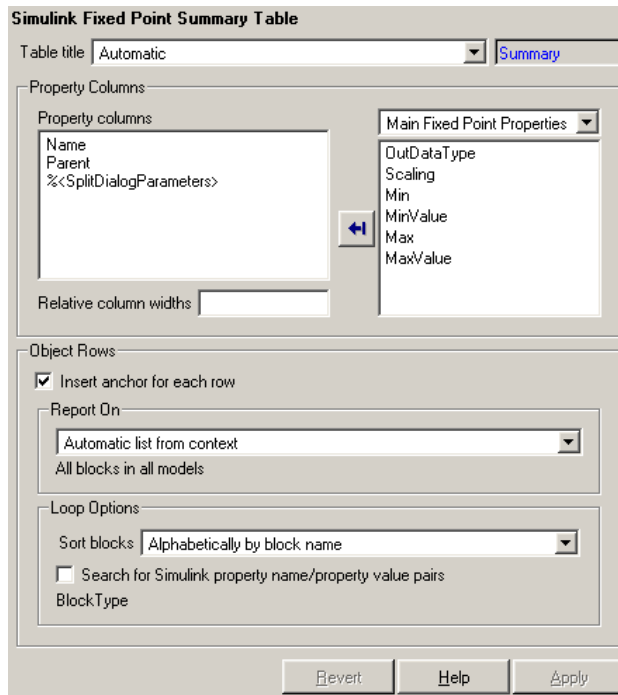 Simulink Fixed Point Summary Table
Table title Automatic Summary
Property Columns
Property columns
Name
Parent
%<SplitDialogParameters>
Main Fixed Point Properties
OutDataType
Scaling
Min
MinValue
Max
MaxValue
Relative column widths
Object Rows
Insert anchor for each row
Report On
Automatic list from context
All blocks in all models
Loop Options
Sort blocks Alphabetically by block name
Search for Simulink property name/property value pairs
BlockType
Revert Help Apply